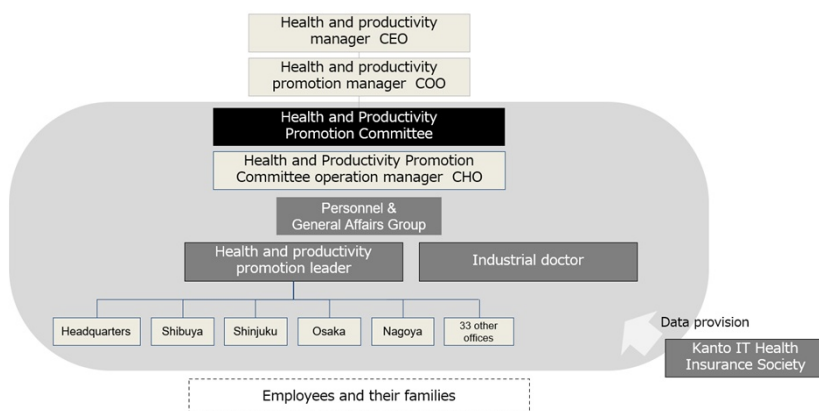 Health and productivity
manager CEO
Health and productivity
promotion manager COO
Health and Productivity
Promotion Committee
Health and Productivity Promotion
Committee operation manager CHO
Personnel &
General Affairs Group
Health and productivity
promotion leader
Industrial doctor
Headquarters
Shibuya
Shinjuku
Osaka
Nagoya
33 other
offices
Data provision
Kanto IT Health
Insurance Society
Employees and their families